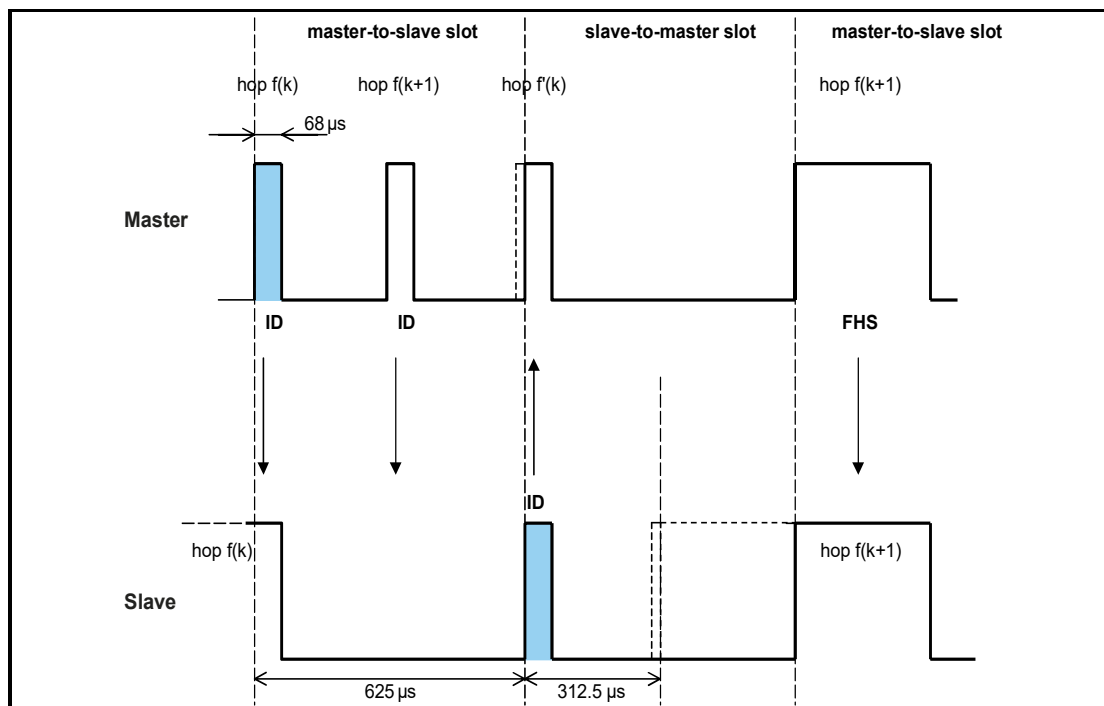 master-to-slave slot slave-to-master slot master-to-slave slot
hop f(k) hop f(k+1) hop f'(k) hop f(k+1)
68 µs
Master
ID ID FHS
ID
hop f(k) hop f(k+1)
Slave
625 µs 312.5 µs